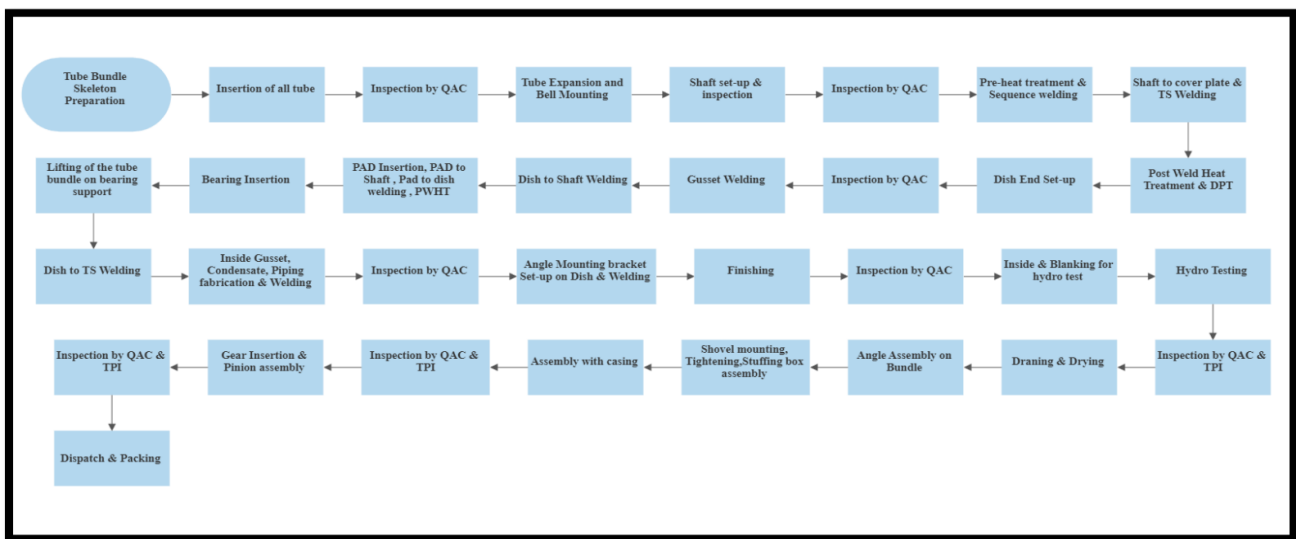 Tube Bundle
Skeleton
Preparation
Insertion of all tube
Inspection by QAC
Tube Expansion and
Bell Mounting
Shaft set-up &
inspection
Inspection by QAC
Pre-heat treatment &
Sequence welding
Shaft to cover plate &
TS Welding
Post Weld Heat
Treatment & DPT
Dish End Set-up
Inspection by QAC
Gusset Welding
Dish to Shaft Welding
PAD Insertion, PAD to
Shaft , Pad to dish
welding , PWHT
Bearing Insertion
Lifting of the tube
bundle on bearing
support
Dish to TS Welding
Inside Gusset,
Condensate, Piping
fabrication & Welding
Inspection by QAC
Angle Mounting bracket
Set-up on Dish & Welding
Finishing
Inspection by QAC
Inside & Blanking for
hydro test
Hydro Testing
Inspection by QAC &
TPI
Draning & Drying
Angle Assembly on
Bundle
Shovel mounting,
Tightening,Stuffing box
assembly
Assembly with casing
Inspection by QAC &
TPI
Gear Insertion &
Pinion assembly
Inspection by QAC &
TPI
Dispatch & Packing